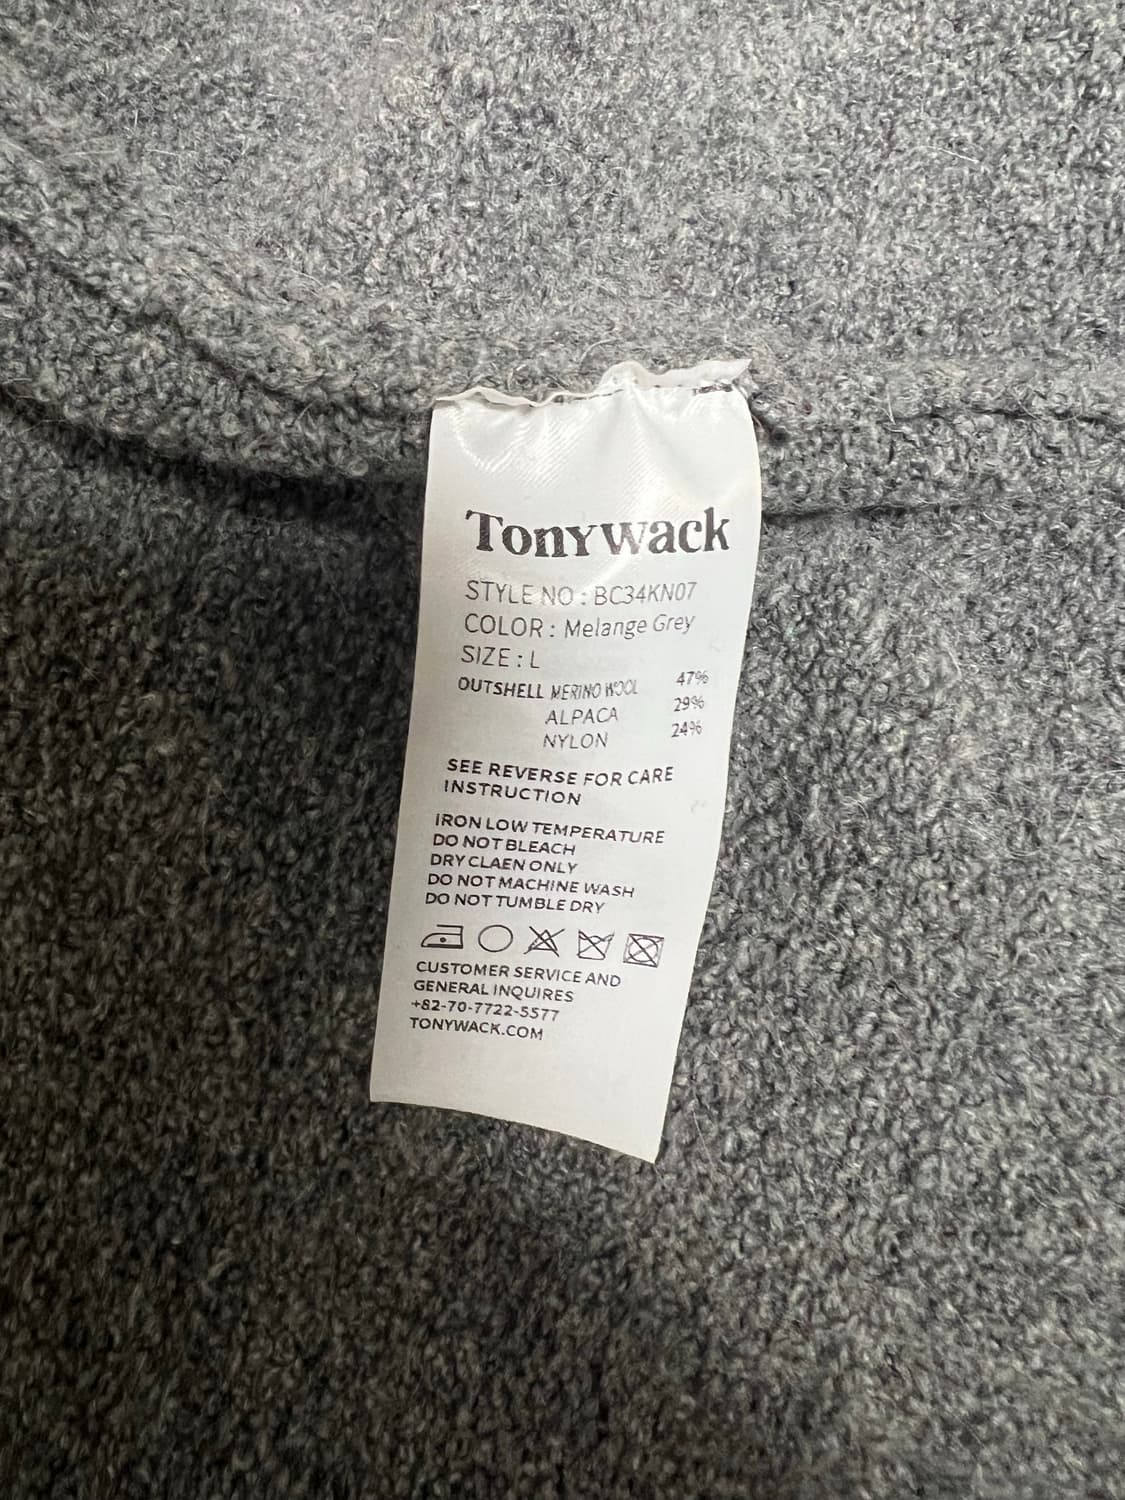 Tonywack
STYLE NO : BC34KN07
COLOR : Melange Grey
SIZE : L
OUTSHELL MERINO WOOL 47%
ALPACA 29%
NYLON 24%
SEE REVERSE FOR CARE
INSTRUCTION
IRON LOW TEMPERATURE
DO NOT BLEACH
DRY CLAEN ONLY
DO NOT MACHINE WASH
DO NOT TUMBLE DRY
CUSTOMER SERVICE AND
GENERAL INQUIRES
+82-70-7722-5577
TONYWACK.COM